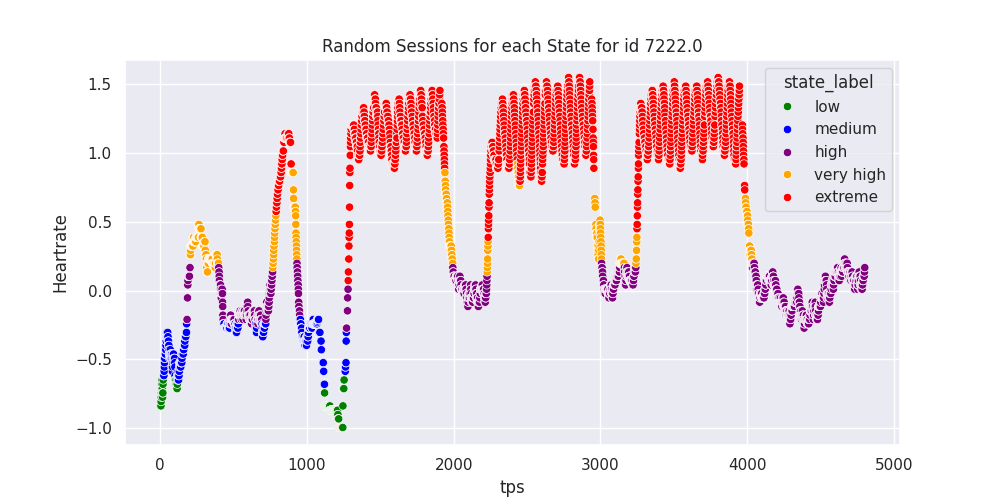 Random Sessions for each State for id 7222.0
Heartrate
1.5
1.0
0.5
0.0
−0.5
−1.0
state_label
low
medium
high
very high
extreme
0
1000
2000
3000
4000
5000
tps